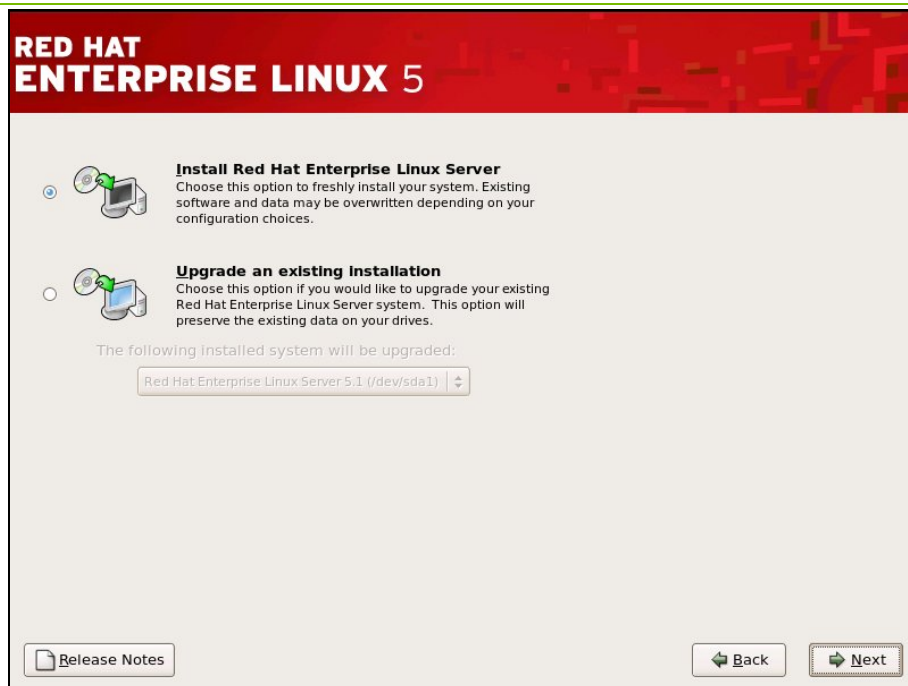 RED HAT
ENTERPRISE LINUX 5
Install Red Hat Enterprise Linux Server
Choose this option to freshly install your system. Existing
software and data may be overwritten depending on your
configuration choices.
Upgrade an existing installation
Choose this option if you would like to upgrade your existing
Red Hat Enterprise Linux Server system. This option will
preserve the existing data on your drives.
The following installed system will be upgraded:
Red Hat Enterprise Linux Server 5.1 (/dev/sda1)
Release Notes
Back
Next